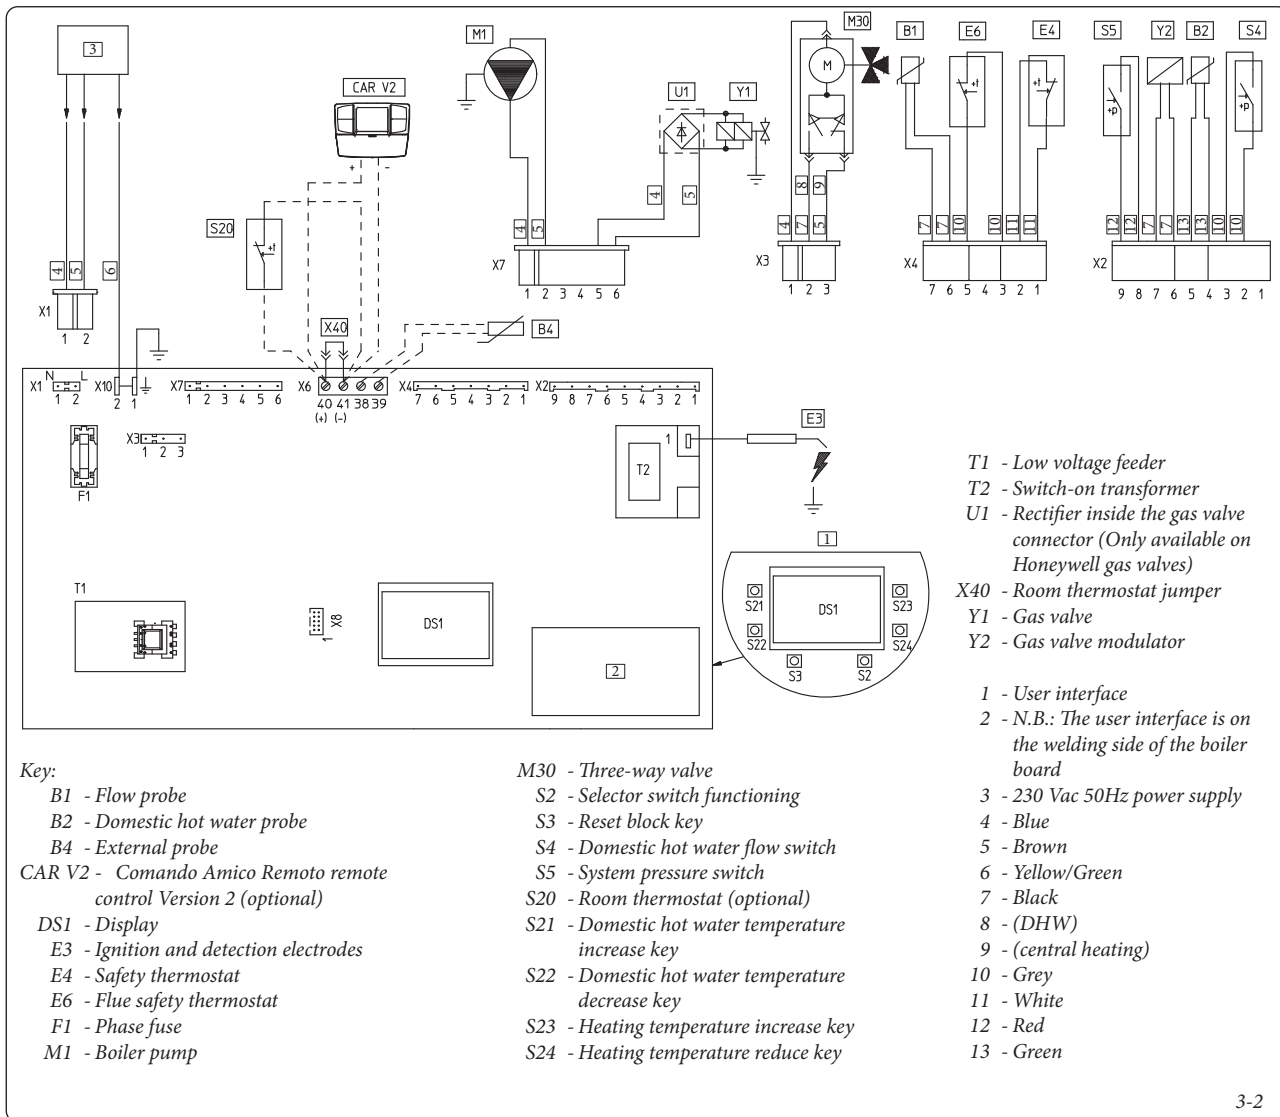 3
M1
M30
B1
E6
E4
S5
Y2
B2
S4
CAR V2
U1
Y1
M
+t
+t
+p
+p
+ -
S20
+t
4 5 6
4 5
4 5
8 9
4 7 5
7 7 10 10 11 11
12 12 7 7 13 13 10 10
X1
1 2
X7
1 2 3 4 5 6
X3
1 2 3
X4
7 6 5 4 3 2 1
X2
9 8 7 6 5 4 3 2 1
X40
B4
X1 N L
1 2
X10
2 1
X7
1 2 3 4 5 6
X6
40 41 38 39
(+) (-)
X4
7 6 5 4 3 2 1
X2
9 8 7 6 5 4 3 2 1
X3
1 2 3
F1
T2
1
E3
T1
X8
1
DS1
2
1
DS1
S21
S22
S23
S24
S3
S2
T1 - Low voltage feeder
T2 - Switch-on transformer
U1 - Rectifier inside the gas valve
connector (Only available on
Honeywell gas valves)
X40 - Room thermostat jumper
Y1 - Gas valve
Y2 - Gas valve modulator
1 - User interface
2 - N.B.: The user interface is on
the welding side of the boiler
board
3 - 230 Vac 50Hz power supply
4 - Blue
5 - Brown
6 - Yellow/Green
7 - Black
8 - (DHW)
9 - (central heating)
10 - Grey
11 - White
12 - Red
13 - Green
Key:
B1 - Flow probe
B2 - Domestic hot water probe
B4 - External probe
CAR V2 - Comando Amico Remoto remote
control Version 2 (optional)
DS1 - Display
E3 - Ignition and detection electrodes
E4 - Safety thermostat
E6 - Flue safety thermostat
F1 - Phase fuse
M1 - Boiler pump
M30 - Three-way valve
S2 - Selector switch functioning
S3 - Reset block key
S4 - Domestic hot water flow switch
S5 - System pressure switch
S20 - Room thermostat (optional)
S21 - Domestic hot water temperature
increase key
S22 - Domestic hot water temperature
decrease key
S23 - Heating temperature increase key
S24 - Heating temperature reduce key
3-2